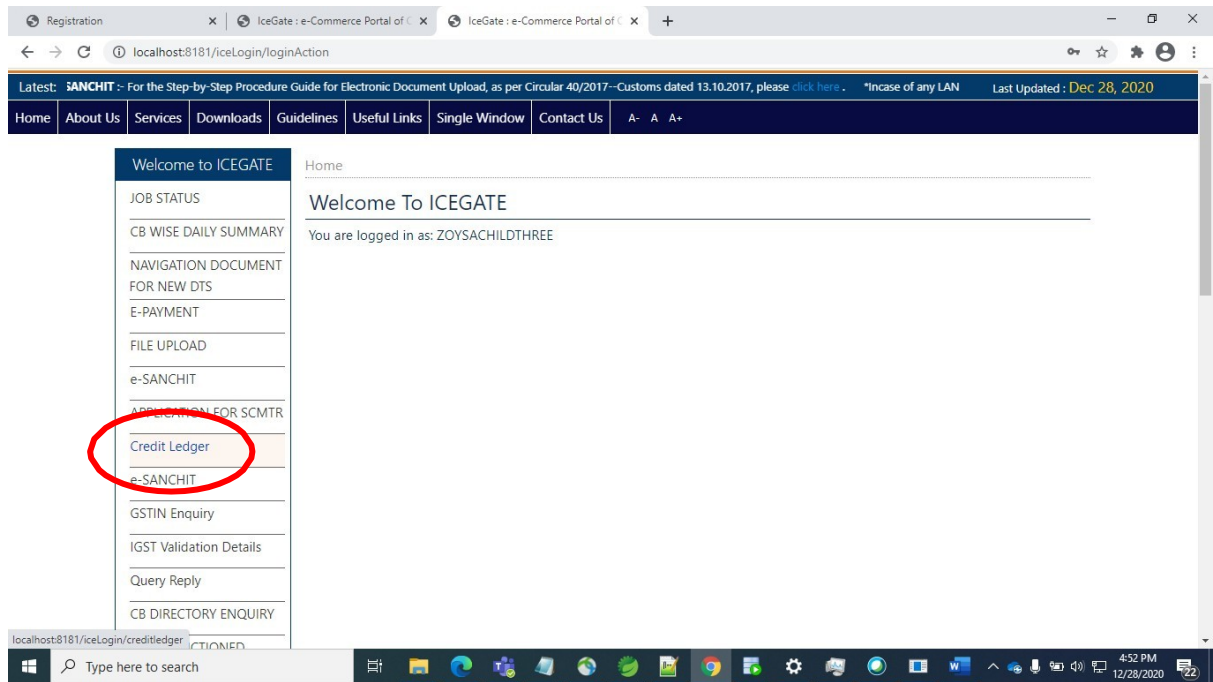 Registration
IceGate : e-Commerce Portal of C
IceGate : e-Commerce Portal of C
localhost:8181/iceLogin/loginAction
Latest: SANCHIT :- For the Step-by-Step Procedure Guide for Electronic Document Upload, as per Circular 40/2017--Customs dated 13.10.2017, please click here . *Incase of any LAN Last Updated : Dec 28, 2020
Home About Us Services Downloads Guidelines Useful Links Single Window Contact Us A- A A+
Welcome to ICEGATE
JOB STATUS
CB WISE DAILY SUMMARY
NAVIGATION DOCUMENT
FOR NEW DTS
E-PAYMENT
FILE UPLOAD
e-SANCHIT
APPLICATION FOR SCMTR
Credit Ledger
e-SANCHIT
GSTIN Enquiry
IGST Validation Details
Query Reply
CB DIRECTORY ENQUIRY
CTIONED
Home
Welcome To ICEGATE
You are logged in as: ZOYSACHILDTHREE
localhost:8181/iceLogin/creditledger
Type here to search
4:52 PM
12/28/2020
22